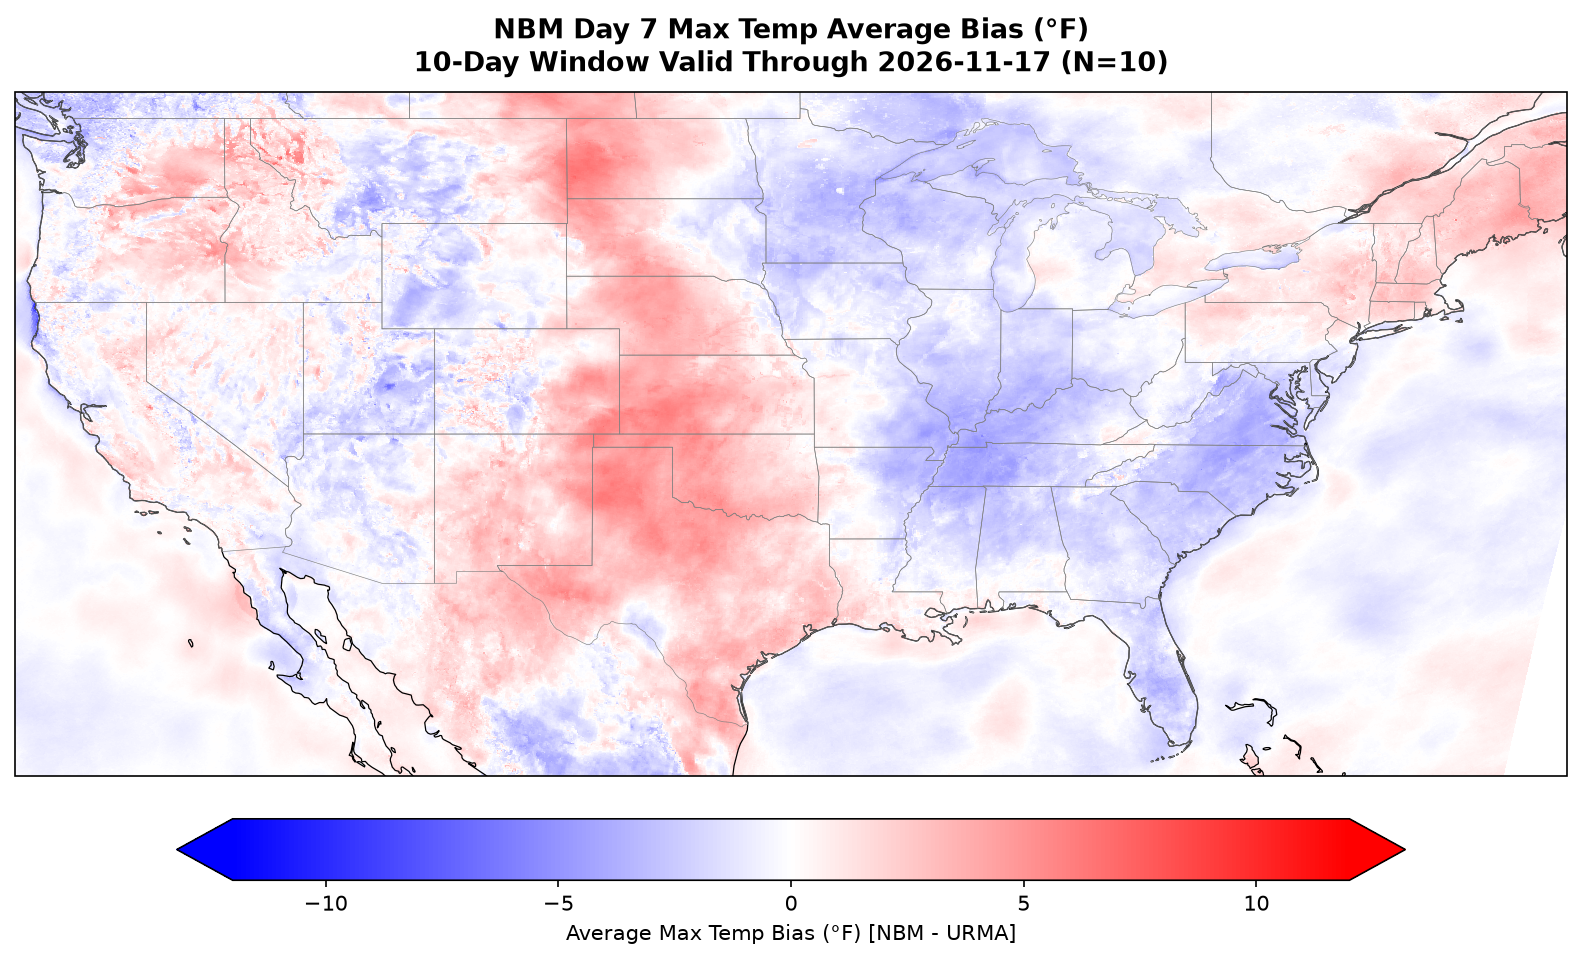 NBM Day 7 Max Temp Average Bias (°F)
10-Day Window Valid Through 2026-11-17 (N=10)
−10 −5 0 5 10
Average Max Temp Bias (°F) [NBM - URMA]